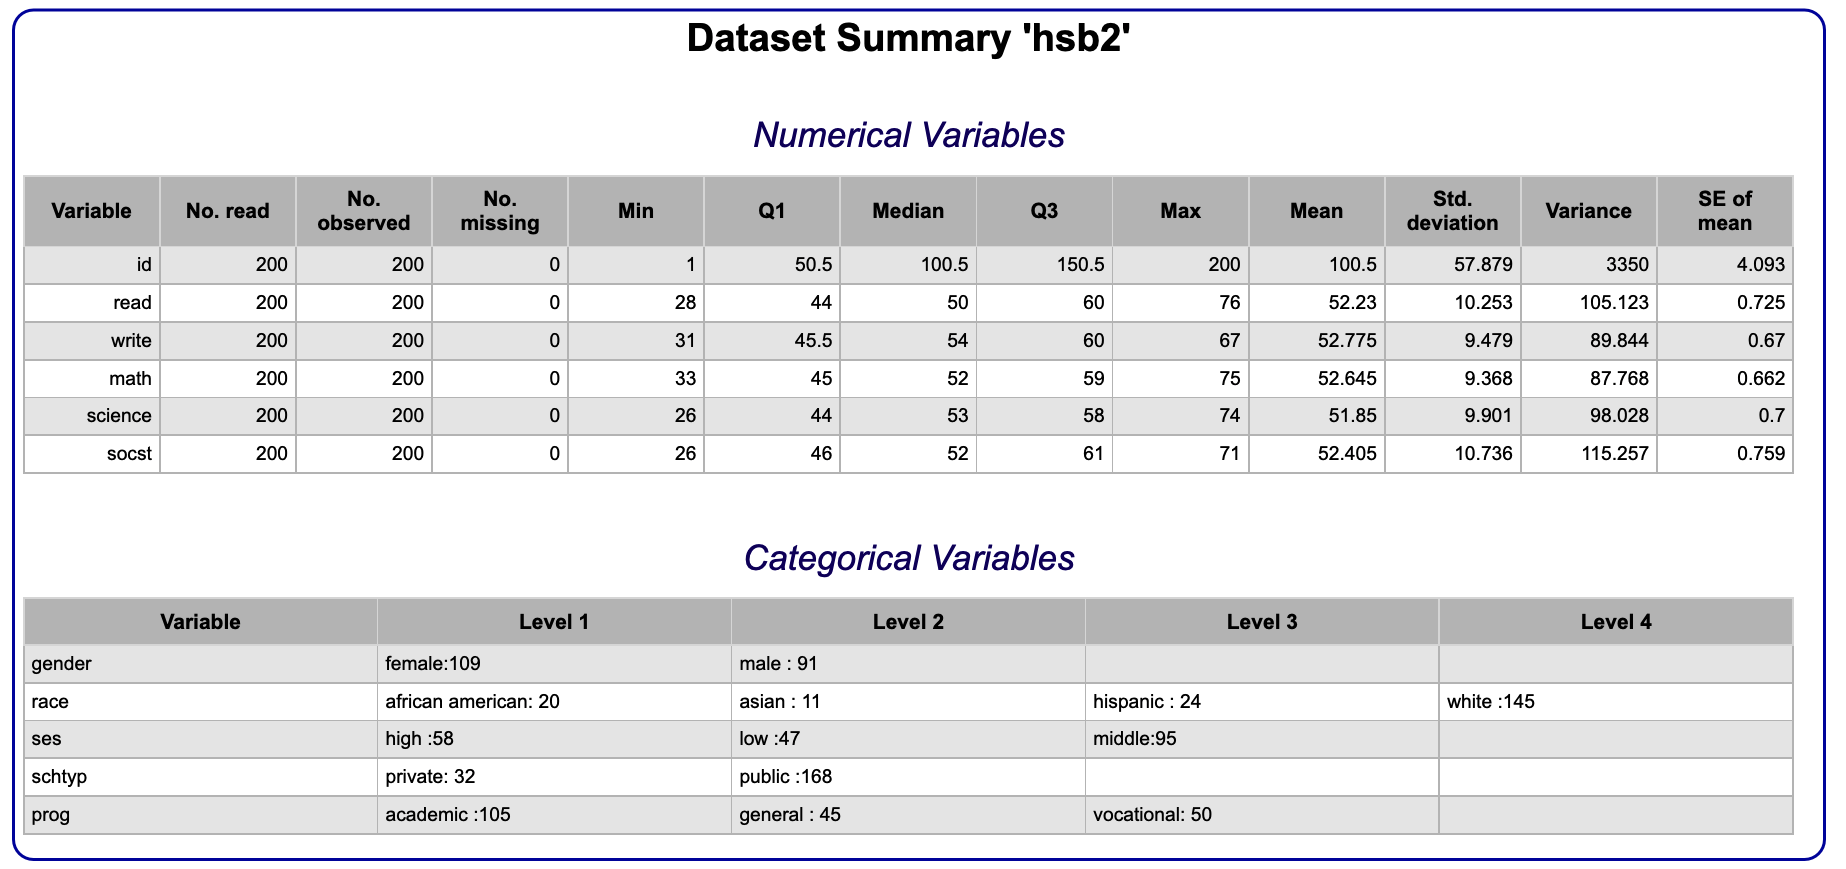 Dataset Summary 'hsb2'
Numerical Variables
Variable No. read No. observed No. missing Min Q1 Median Q3 Max Mean Std. deviation Variance SE of mean
id 200 200 0 1 50.5 100.5 150.5 200 100.5 57.879 3350 4.093
read 200 200 0 28 44 50 60 76 52.23 10.253 105.123 0.725
write 200 200 0 31 45.5 54 60 67 52.775 9.479 89.844 0.67
math 200 200 0 33 45 52 59 75 52.645 9.368 87.768 0.662
science 200 200 0 26 44 53 58 74 51.85 9.901 98.028 0.7
socst 200 200 0 26 46 52 61 71 52.405 10.736 115.257 0.759
Categorical Variables
Variable Level 1 Level 2 Level 3 Level 4
gender female:109 male : 91
race african american: 20 asian : 11 hispanic : 24 white :145
ses high :58 low :47 middle:95
schtyp private: 32 public :168
prog academic :105 general : 45 vocational: 50